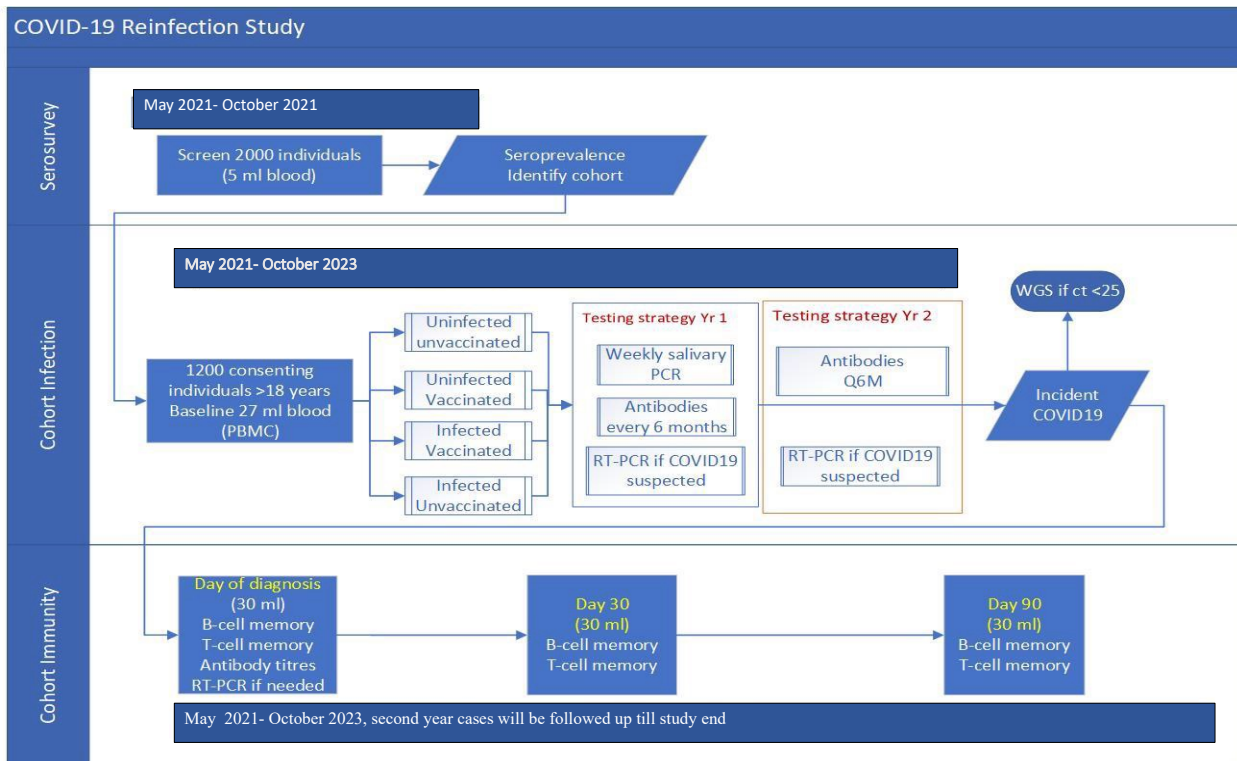 COVID-19 Reinfection Study
Serosurvey
May 2021- October 2021
Screen 2000 individuals
(5 ml blood)
Seroprevalence
Identify cohort
Cohort Infection
May 2021- October 2023
1200 consenting
individuals >18 years
Baseline 27 ml blood
(PBMC)
Uninfected
unvaccinated
Uninfected
Vaccinated
Infected
Vaccinated
Infected
Unvaccinated
Testing strategy Yr 1
Weekly salivary
PCR
Antibodies
every 6 months
RT-PCR if COVID19
suspected
Testing strategy Yr 2
Antibodies
Q6M
RT-PCR if COVID19
suspected
WGS if ct <25
Incident
COVID19
Cohort Immunity
Day of diagnosis
(30 ml)
B-cell memory
T-cell memory
Antibody titres
RT-PCR if needed
Day 30
(30 ml)
B-cell memory
T-cell memory
Day 90
(30 ml)
B-cell memory
T-cell memory
May 2021- October 2023, second year cases will be followed up till study end